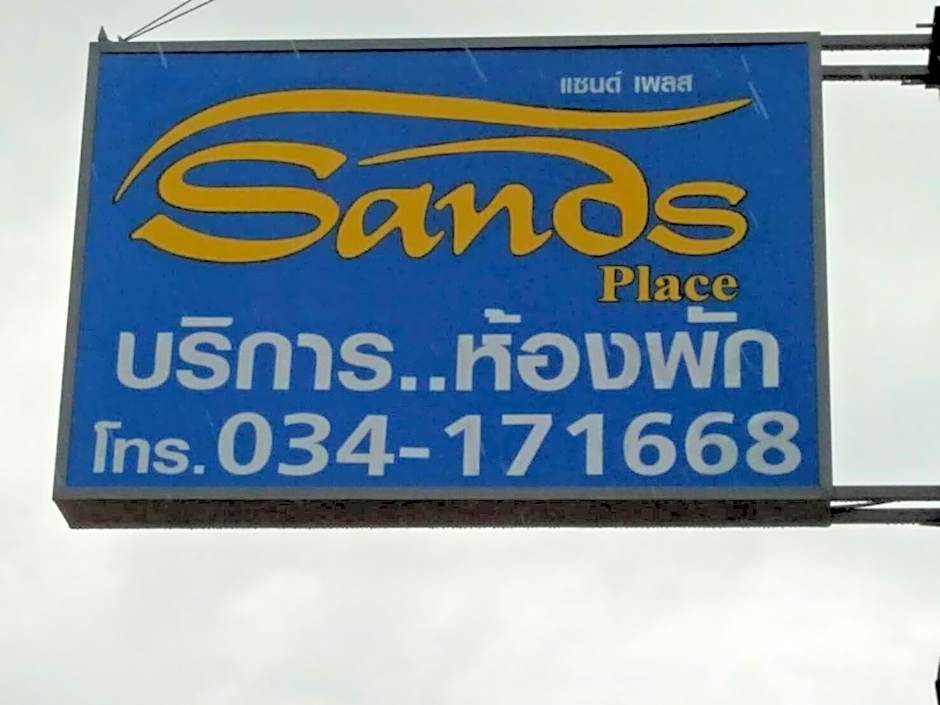 แซนด์ เพลส
Sands
Place
บริการ..ห้องพัก
โทร. 034-171668